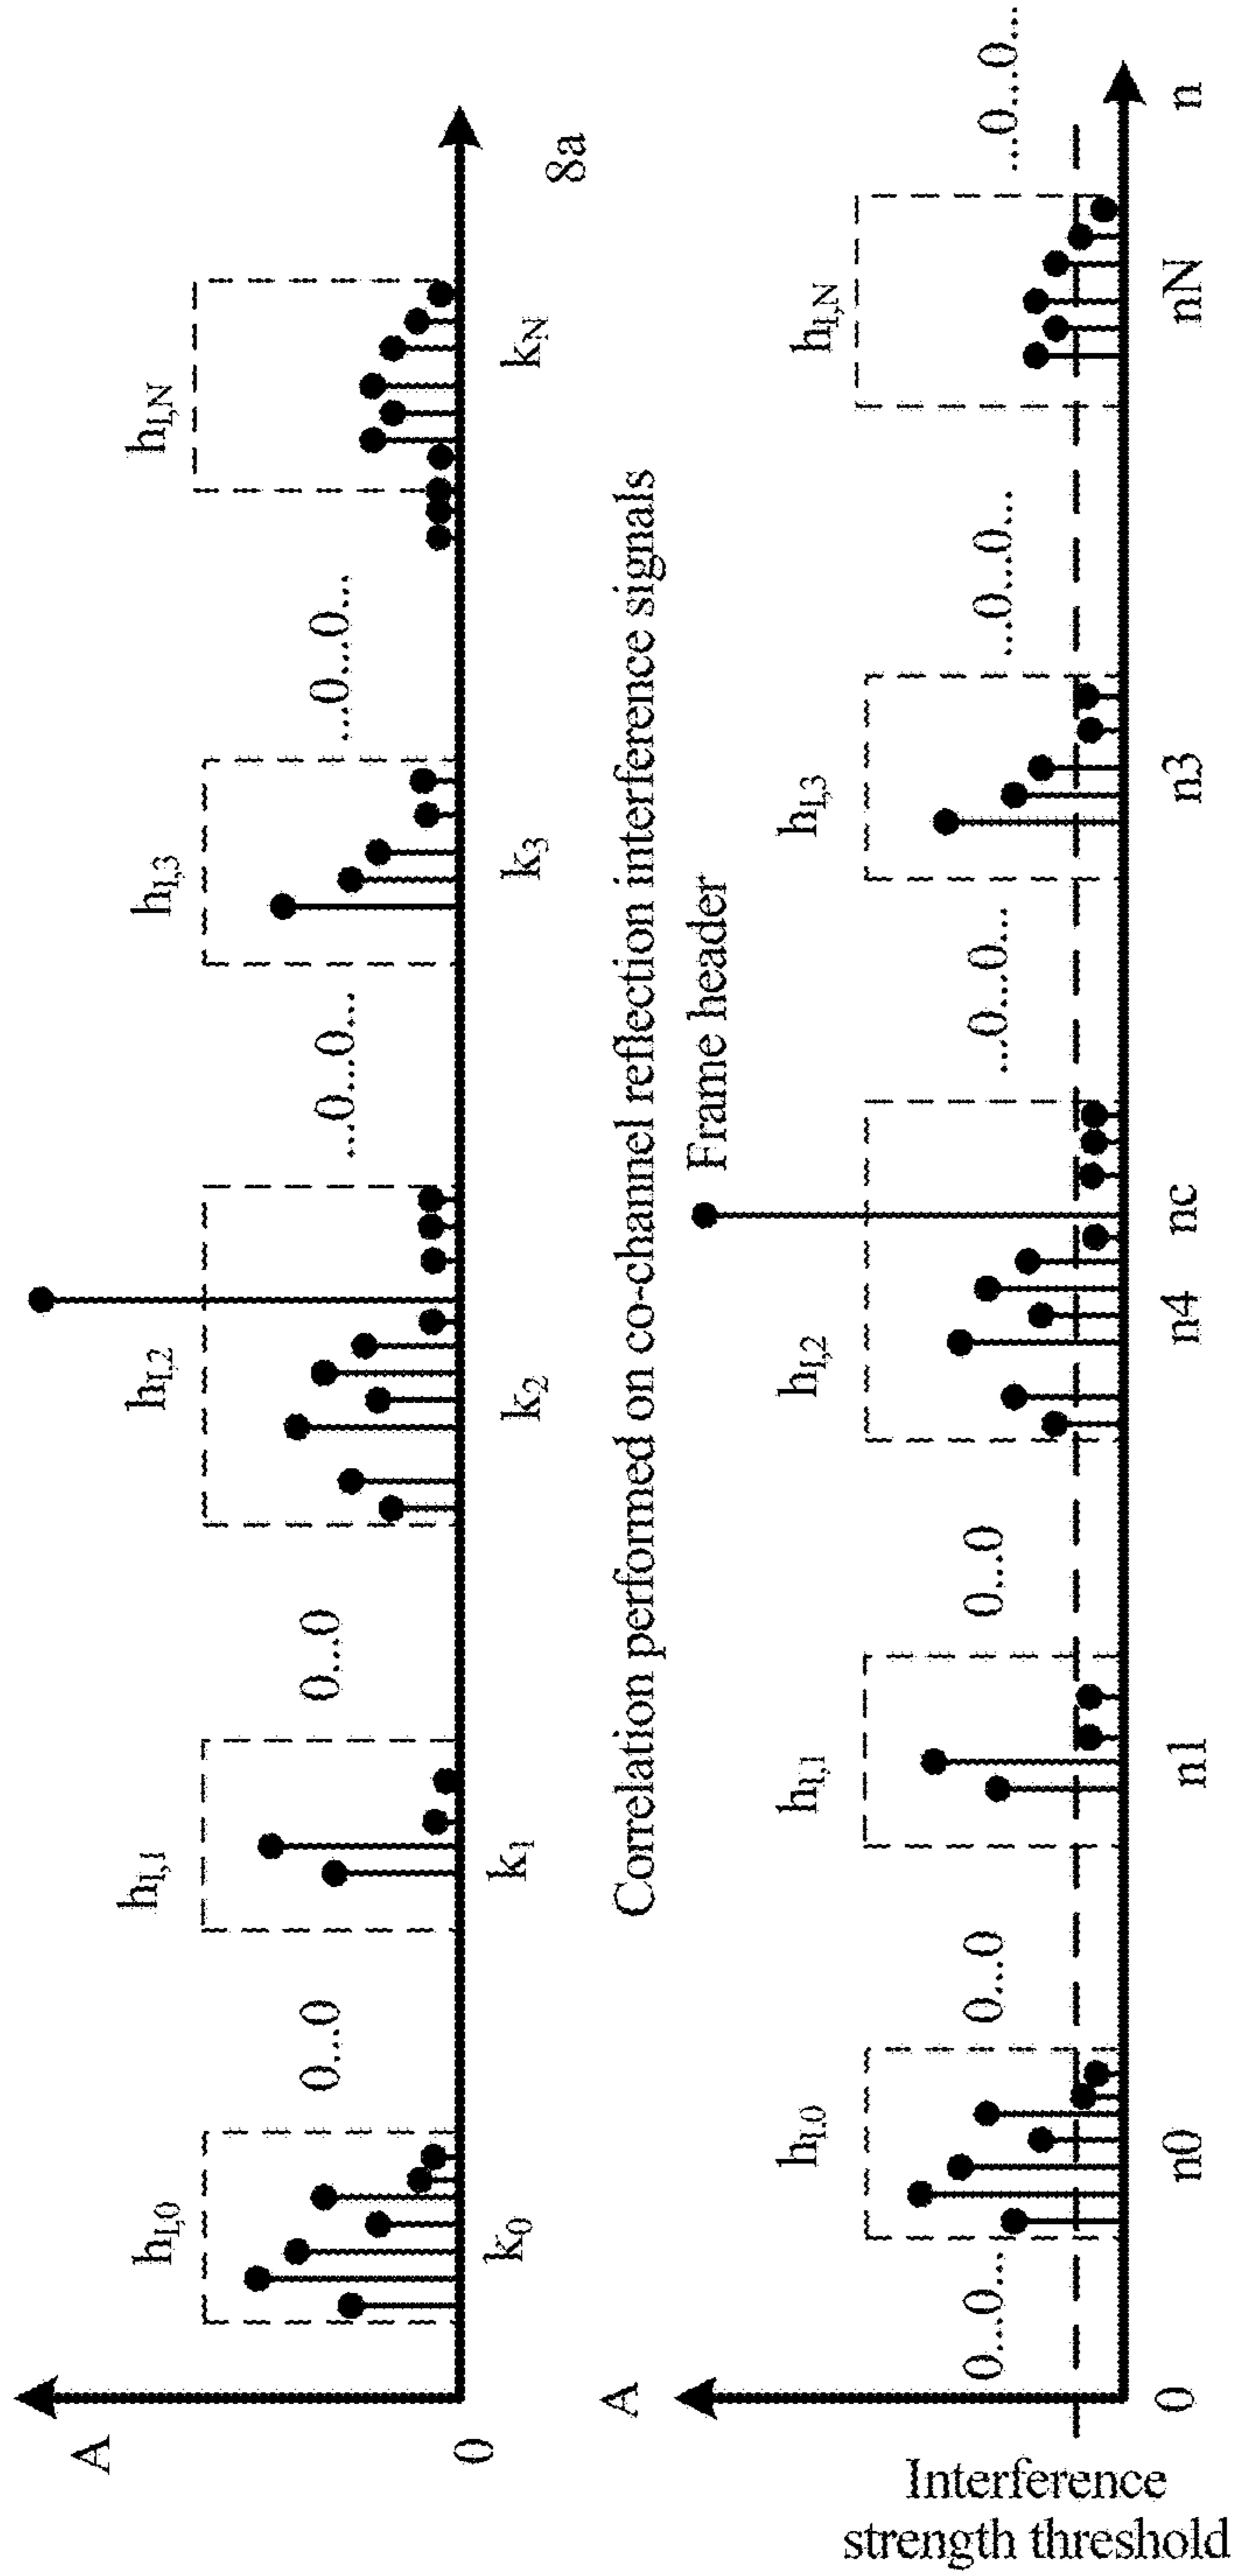 A
h_{I,0}
0...0
h_{I,1}
0...0
h_{I,2}
...0...0...
h_{I,3}
...0...0...
h_{I,N}
0
k_0
k_1
k_2
k_3
k_N
8a
Correlation performed on co-channel reflection interference signals
A
Frame header
0...0...
h_{I,0}
0...0
h_{I,1}
0...0
h_{I,2}
...0...0...
h_{I,3}
...0...0...
h_{I,N}
...0...0...
Interference
strength threshold
0
n0
n1
n4
nc
n3
nN
n